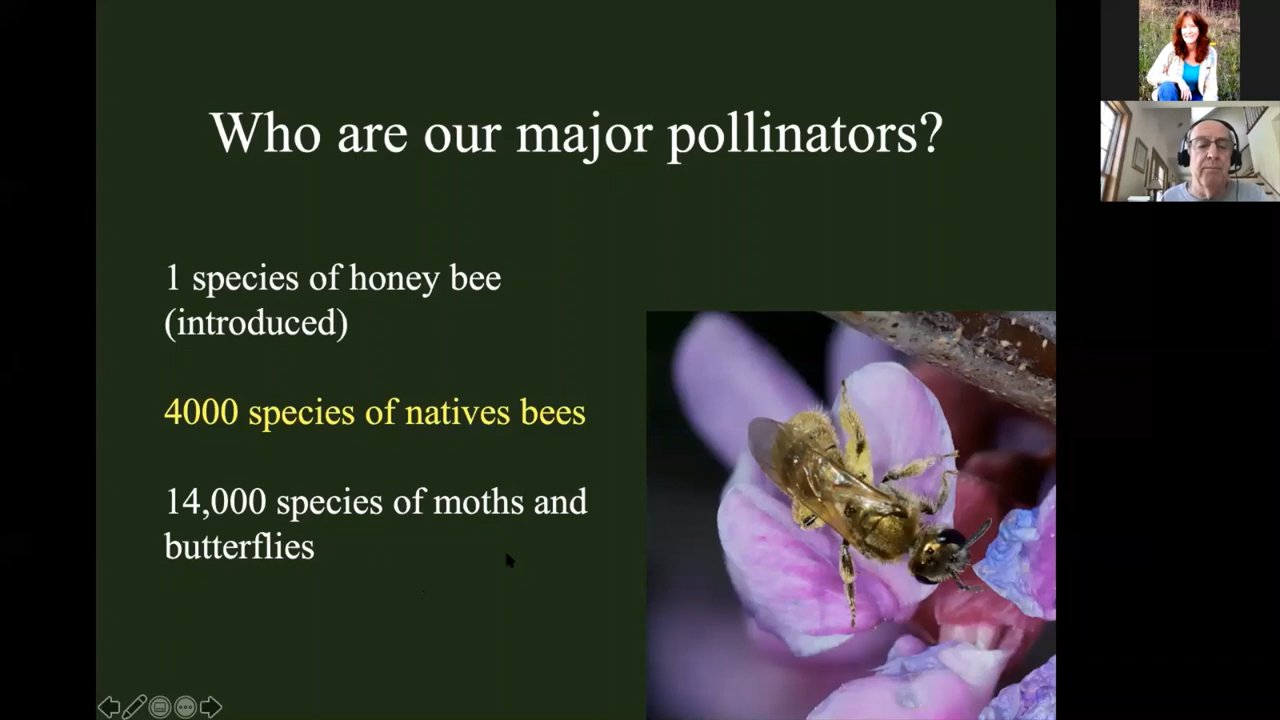 Who are our major pollinators?
1 species of honey bee
(introduced)
4000 species of natives bees
14,000 species of moths and
butterflies